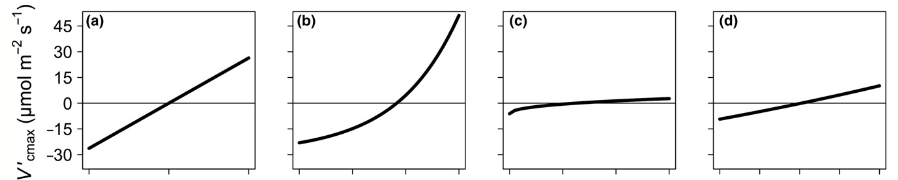 V′cmax (μmol m⁻² s⁻¹)
45
30
15
0
−15
−30
(a)
(b)
(c)
(d)